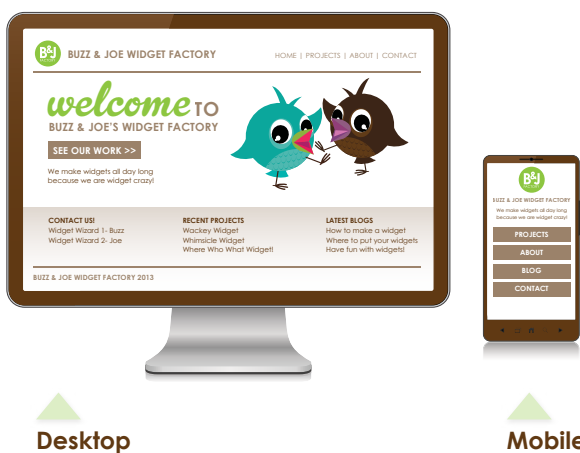 B&J
FACTORY
BUZZ & JOE WIDGET FACTORY
HOME | PROJECTS | ABOUT | CONTACT
welcome TO
BUZZ & JOE'S WIDGET FACTORY
SEE OUR WORK >>
We make widgets all day long
because we are widget crazy!
CONTACT US!
Widget Wizard 1- Buzz
Widget Wizard 2- Joe
RECENT PROJECTS
Wackey Widget
Whimsicle Widget
Where Who What Widget!
LATEST BLOGS
How to make a widget
Where to put your widgets
Have fun with widgets!
BUZZ & JOE WIDGET FACTORY 2013
B&J
FACTORY
BUZZ & JOE WIDGET FACTORY
We make widgets all day long
because we are widget crazy!
PROJECTS
ABOUT
BLOG
CONTACT
Desktop
Mobile